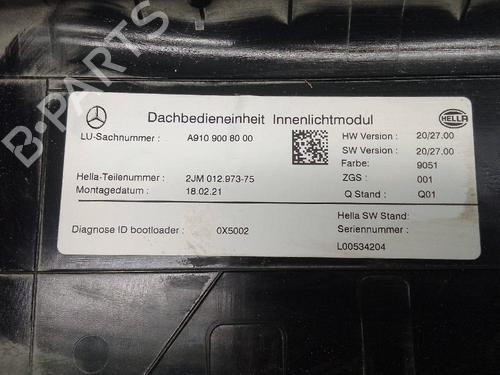 B-PARTS
Dachbedieneinheit Innenlichtmodul
HELLA
LU-Sachnummer : A910 900 80 00
HW Version : 20/27.00
SW Version : 20/27.00
Farbe: 9051
Hella-Teilenummer : 2JM 012.973-75
ZGS : 001
Montagedatum : 18.02.21
Q Stand : Q01
Hella SW Stand:
Diagnose ID bootloader : 0X5002
Seriennummer :
L00534204